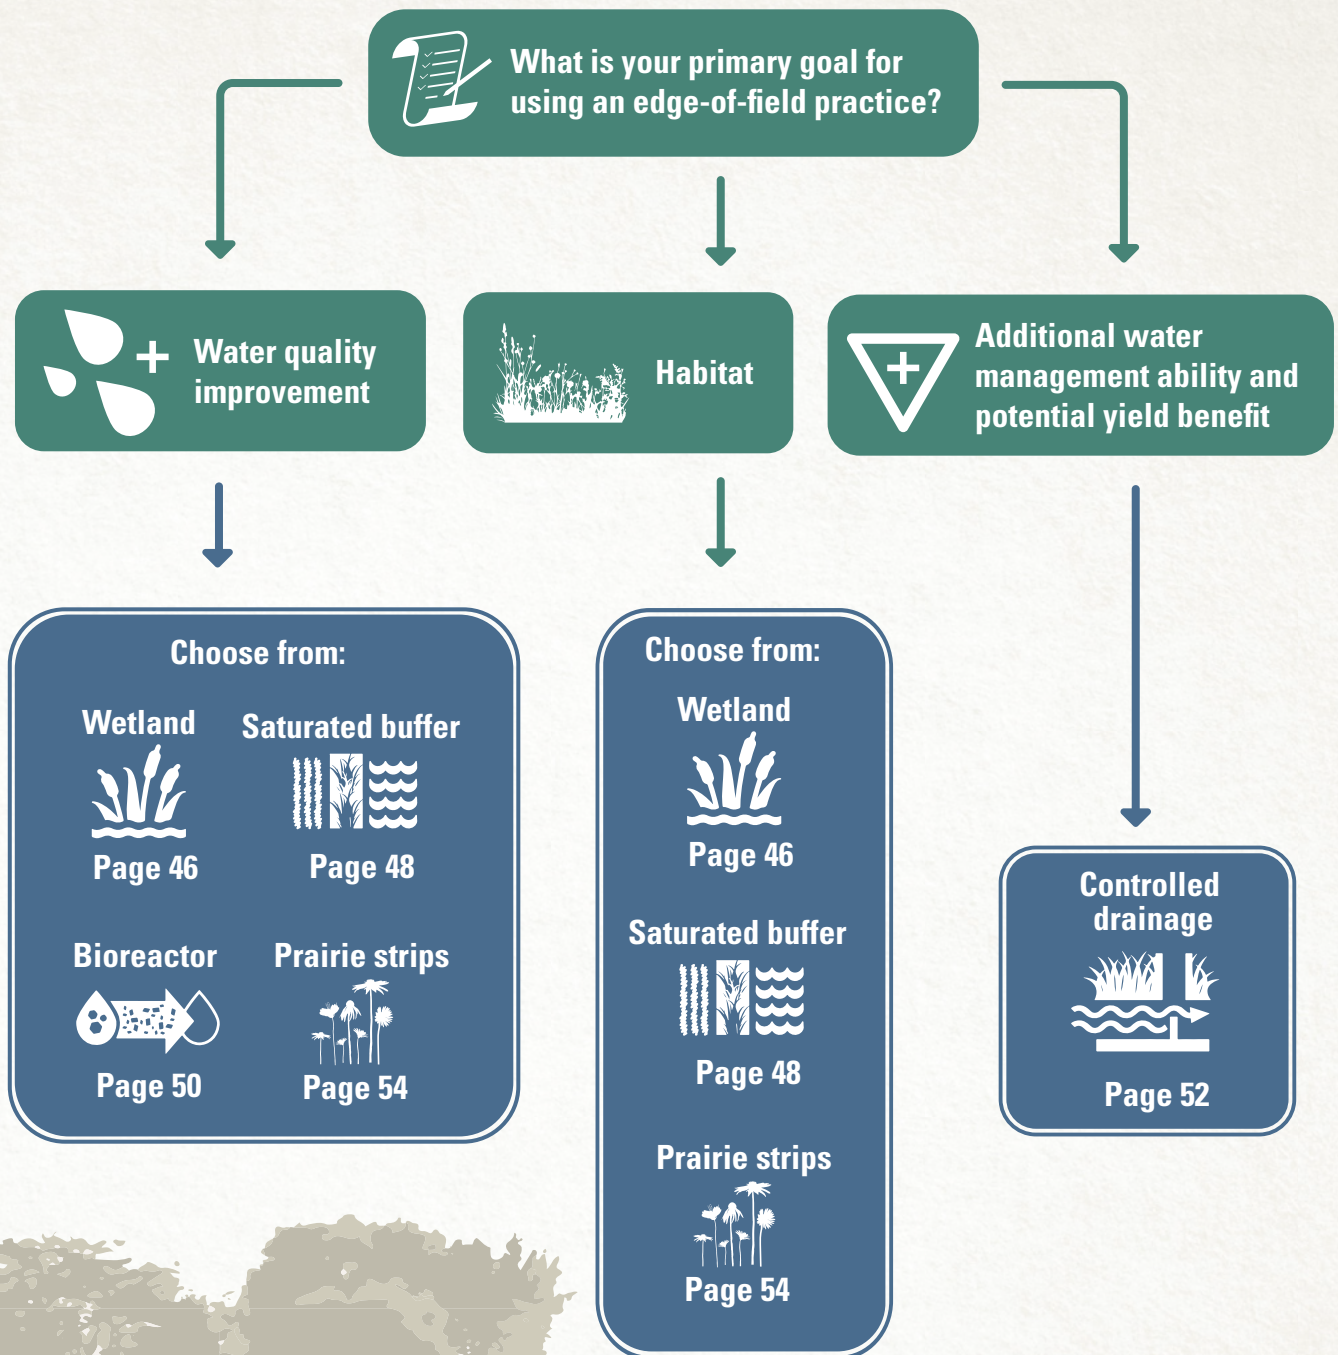 What is your primary goal for
using an edge-of-field practice?
Water quality
improvement
Habitat
Additional water
management ability and
potential yield benefit
Choose from:
Wetland
Page 46
Saturated buffer
Page 48
Bioreactor
Page 50
Prairie strips
Page 54
Choose from:
Wetland
Page 46
Saturated buffer
Page 48
Prairie strips
Page 54
Controlled
drainage
Page 52